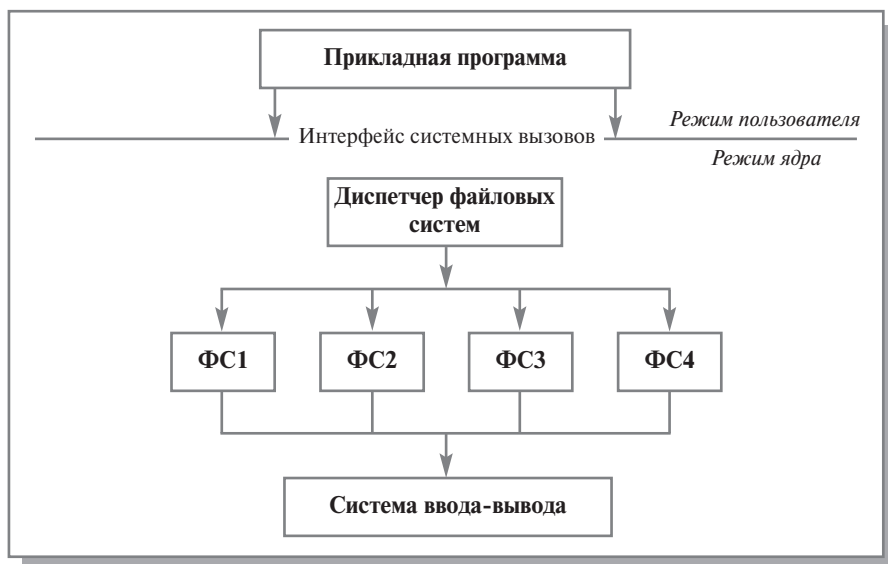 Прикладная программа
Режим пользователя
Интерфейс системных вызовов
Режим ядра
Диспетчер файловых
систем
ФС1 ФС2 ФС3 ФС4
Система ввода-вывода